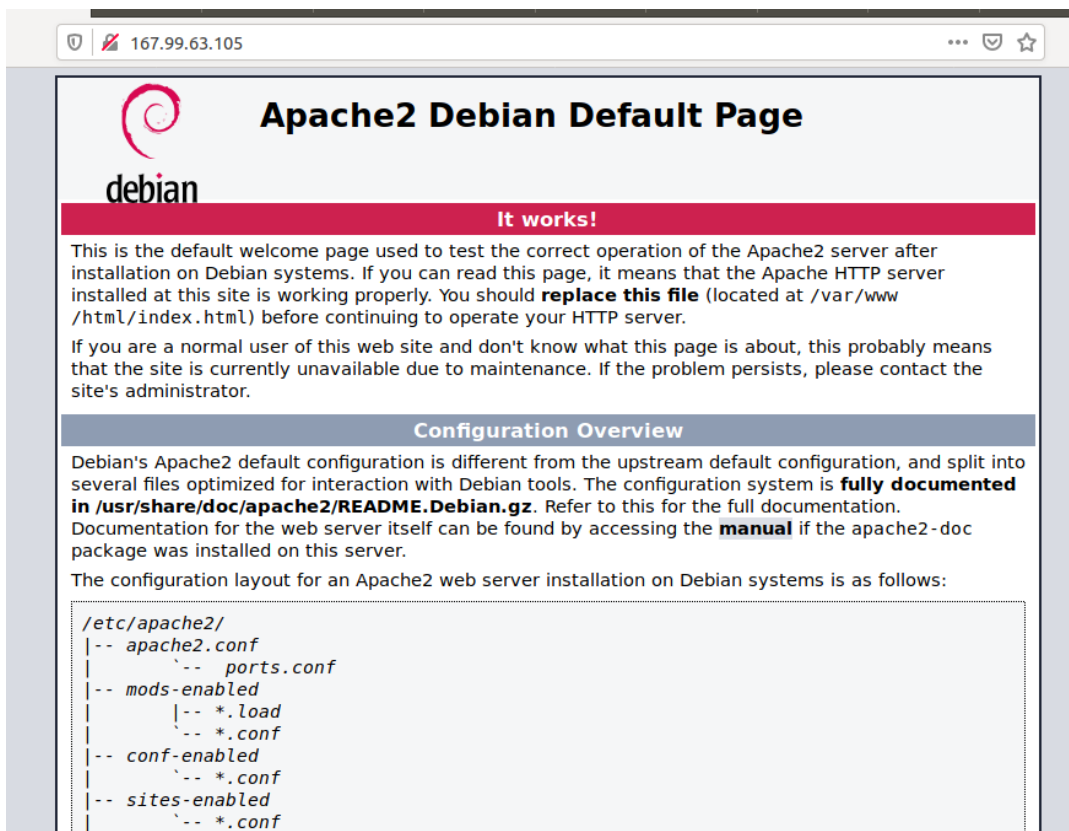 167.99.63.105
Apache2 Debian Default Page
debian
It works!
This is the default welcome page used to test the correct operation of the Apache2 server after
installation on Debian systems. If you can read this page, it means that the Apache HTTP server
installed at this site is working properly. You should replace this file (located at /var/www
/html/index.html) before continuing to operate your HTTP server.
If you are a normal user of this web site and don't know what this page is about, this probably means
that the site is currently unavailable due to maintenance. If the problem persists, please contact the
site's administrator.
Configuration Overview
Debian's Apache2 default configuration is different from the upstream default configuration, and split into
several files optimized for interaction with Debian tools. The configuration system is fully documented
in /usr/share/doc/apache2/README.Debian.gz. Refer to this for the full documentation.
Documentation for the web server itself can be found by accessing the manual if the apache2-doc
package was installed on this server.
The configuration layout for an Apache2 web server installation on Debian systems is as follows:
/etc/apache2/
|-- apache2.conf
|       `--  ports.conf
|-- mods-enabled
|       |-- *.load
|       `-- *.conf
|-- conf-enabled
|       `-- *.conf
|-- sites-enabled
|       `-- *.conf